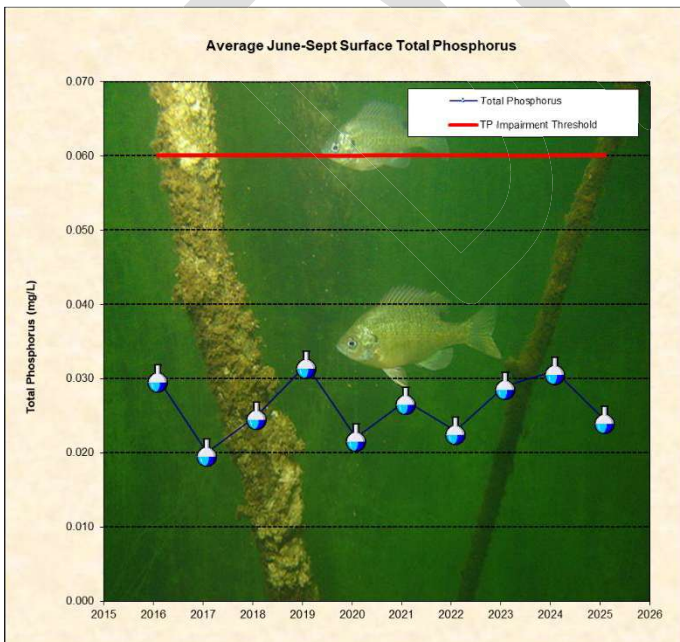 Average June-Sept Surface Total Phosphorus
Total Phosphorus
TP Impairment Threshold
Total Phosphorus (mg/L)
0.070
0.060
0.050
0.040
0.030
0.020
0.010
0.000
2015 2016 2017 2018 2019 2020 2021 2022 2023 2024 2025 2026